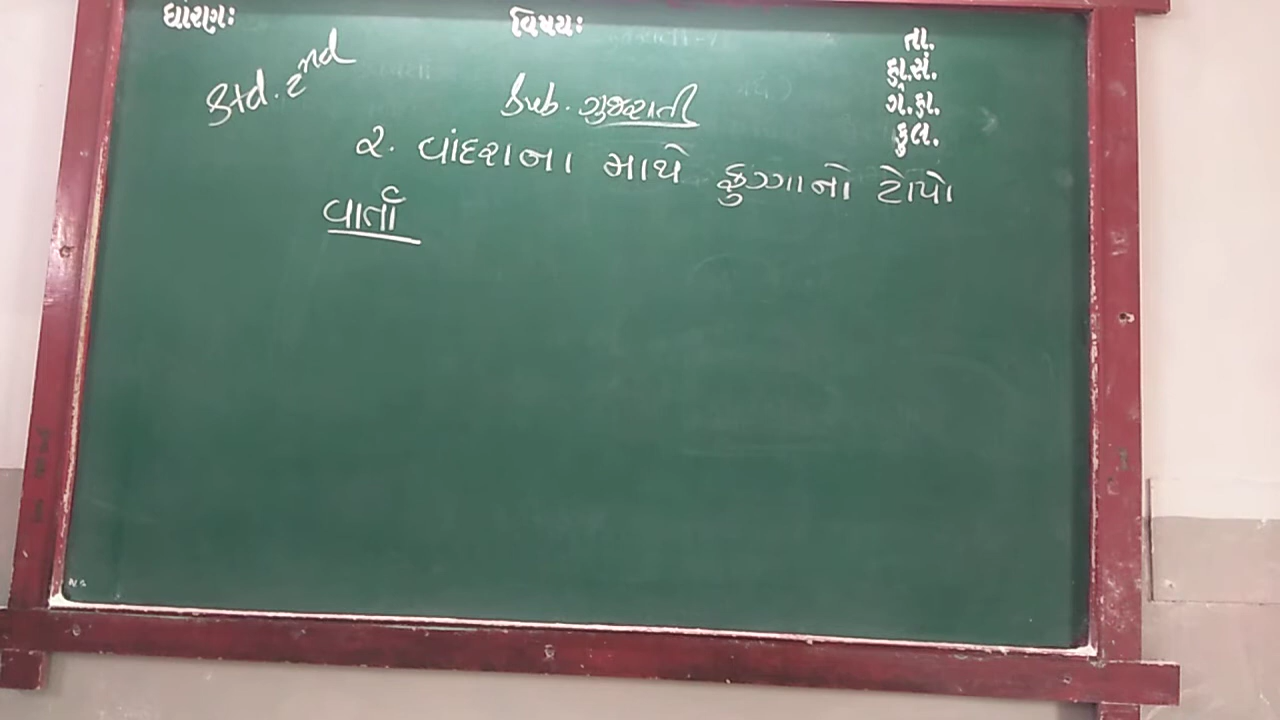 ધોરણઃ વિષયઃ તા.
ક્રા.સં.
ગે.હા.
કુલ.
Std. 2nd Sub. ગુજરાતી
૨. વાંદરાના માથે ફુગ્ગાનો ટોપો
વાર્તા